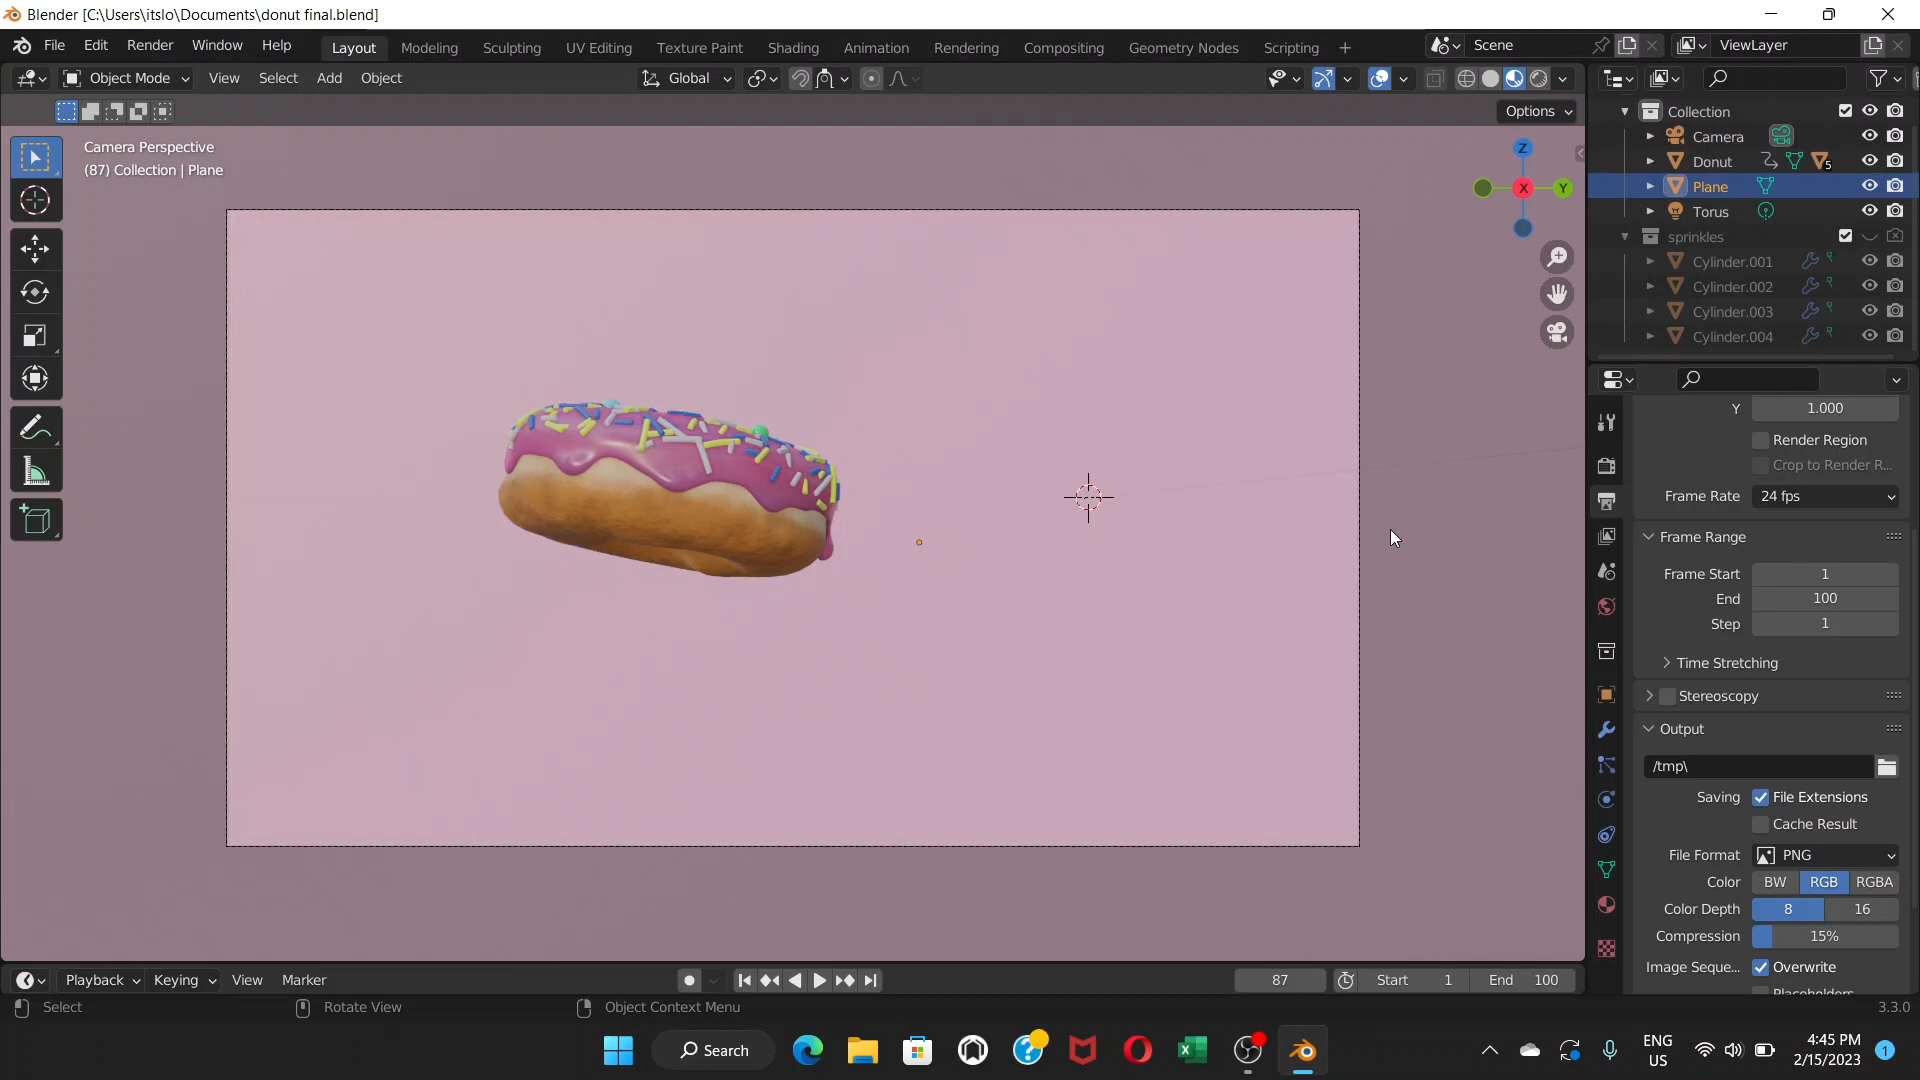 Blender [C:\Users\itslo\Documents\donut final.blend]
File Edit Render Window Help
Layout Modeling Sculpting UV Editing Texture Paint Shading Animation Rendering Compositing Geometry Nodes Scripting +
Scene
ViewLayer
Object Mode View Select Add Object
Global
Options
Camera Perspective
(87) Collection | Plane
Z
X
Y
Collection
Camera
Donut 5
Plane
Torus
sprinkles
Cylinder.001
Cylinder.002
Cylinder.003
Cylinder.004
Y 1.000
Render Region
Crop to Render R...
Frame Rate 24 fps
Frame Range
Frame Start 1
End 100
Step 1
Time Stretching
Stereoscopy
Output
/tmp\
Saving File Extensions
Cache Result
File Format PNG
Color BW RGB RGBA
Color Depth 8 16
Compression 15%
Image Seque... Overwrite
Placeholders
Playback Keying View Marker
87 Start 1 End 100
Select Rotate View Object Context Menu 3.3.0
Search
ENG
US
4:45 PM
2/15/2023
1